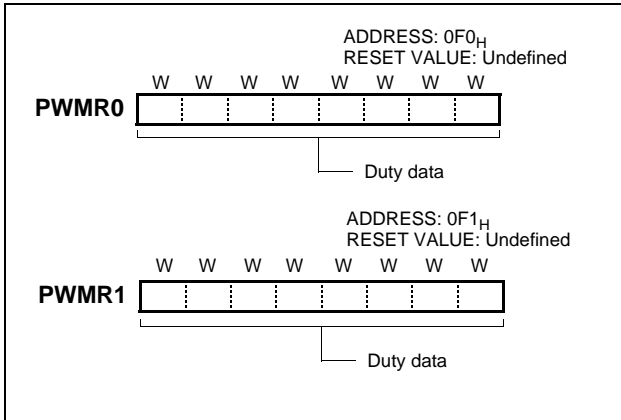 ADDRESS: 0F0H
RESET VALUE: Undefined
W W W W W W W W
PWMR0
Duty data
ADDRESS: 0F1H
RESET VALUE: Undefined
W W W W W W W W
PWMR1
Duty data